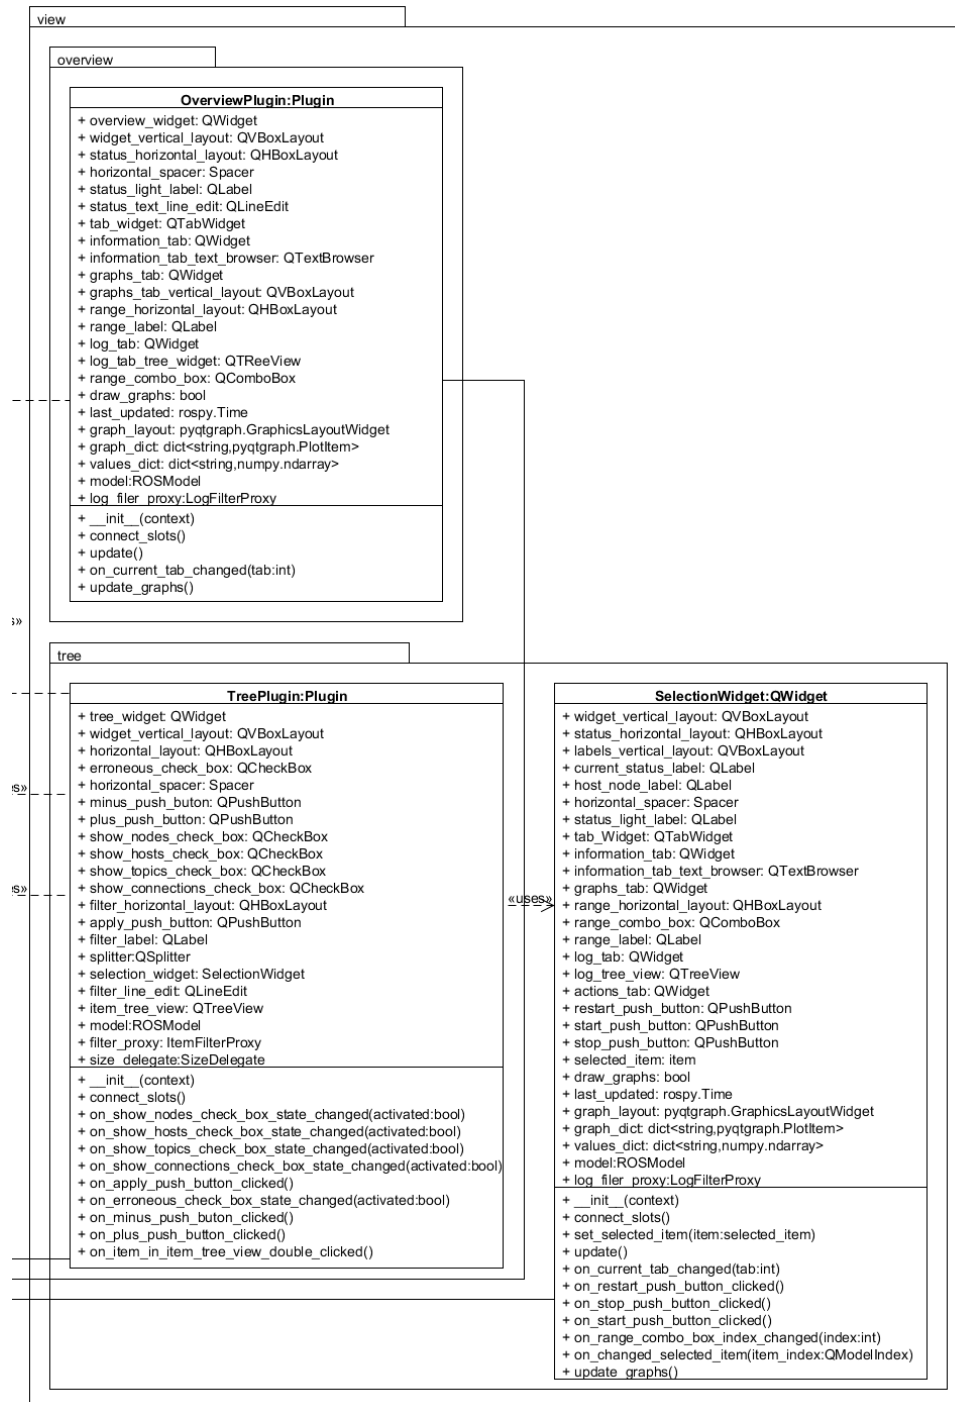 view
overview
OverviewPlugin:Plugin
+ overview_widget: QWidget
+ widget_vertical_layout: QVBoxLayout
+ status_horizontal_layout: QHBoxLayout
+ horizontal_spacer: Spacer
+ status_light_label: QLabel
+ status_text_line_edit: QLineEdit
+ tab_widget: QTabWidget
+ information_tab: QWidget
+ information_tab_text_browser: QTextBrowser
+ graphs_tab: QWidget
+ graphs_tab_vertical_layout: QVBoxLayout
+ range_horizontal_layout: QHBoxLayout
+ range_label: QLabel
+ log_tab: QWidget
+ log_tab_tree_widget: QTReeView
+ range_combo_box: QComboBox
+ draw_graphs: bool
+ last_updated: rospy.Time
+ graph_layout: pyqtgraph.GraphicsLayoutWidget
+ graph_dict: dict<string,pyqtgraph.PlotItem>
+ values_dict: dict<string,numpy.ndarray>
+ model:ROSModel
+ log_filer_proxy:LogFilterProxy
+ __init__(context)
+ connect_slots()
+ update()
+ on_current_tab_changed(tab:int)
+ update_graphs()
s»
tree
TreePlugin:Plugin
+ tree_widget: QWidget
+ widget_vertical_layout: QVBoxLayout
+ horizontal_layout: QHBoxLayout
+ erroneous_check_box: QCheckBox
+ horizontal_spacer: Spacer
+ minus_push_buton: QPushButton
+ plus_push_button: QPushButton
+ show_nodes_check_box: QCheckBox
+ show_hosts_check_box: QCheckBox
+ show_topics_check_box: QCheckBox
+ show_connections_check_box: QCheckBox
+ filter_horizontal_layout: QHBoxLayout
+ apply_push_button: QPushButton
+ filter_label: QLabel
+ splitter:QSplitter
+ selection_widget: SelectionWidget
+ filter_line_edit: QLineEdit
+ item_tree_view: QTreeView
+ model:ROSModel
+ filter_proxy: ItemFilterProxy
+ size_delegate:SizeDelegate
+ __init__(context)
+ connect_slots()
+ on_show_nodes_check_box_state_changed(activated:bool)
+ on_show_hosts_check_box_state_changed(activated:bool)
+ on_show_topics_check_box_state_changed(activated:bool)
+ on_show_connections_check_box_state_changed(activated:bool)
+ on_apply_push_button_clicked()
+ on_erroneous_check_box_state_changed(activated:bool)
+ on_minus_push_buton_clicked()
+ on_plus_push_button_clicked()
+ on_item_in_item_tree_view_double_clicked()
es»
es»
«uses»
SelectionWidget:QWidget
+ widget_vertical_layout: QVBoxLayout
+ status_horizontal_layout: QHBoxLayout
+ labels_vertical_layout: QVBoxLayout
+ current_status_label: QLabel
+ host_node_label: QLabel
+ horizontal_spacer: Spacer
+ status_light_label: QLabel
+ tab_Widget: QTabWidget
+ information_tab: QWidget
+ information_tab_text_browser: QTextBrowser
+ graphs_tab: QWidget
+ range_horizontal_layout: QHBoxLayout
+ range_combo_box: QComboBox
+ range_label: QLabel
+ log_tab: QWidget
+ log_tree_view: QTreeView
+ actions_tab: QWidget
+ restart_push_button: QPushButton
+ start_push_button: QPushButton
+ stop_push_button: QPushButton
+ selected_item: item
+ draw_graphs: bool
+ last_updated: rospy.Time
+ graph_layout: pyqtgraph.GraphicsLayoutWidget
+ graph_dict: dict<string,pyqtgraph.PlotItem>
+ values_dict: dict<string,numpy.ndarray>
+ model:ROSModel
+ log_filer_proxy:LogFilterProxy
+ __init__(context)
+ connect_slots()
+ set_selected_item(item:selected_item)
+ update()
+ on_current_tab_changed(tab:int)
+ on_restart_push_button_clicked()
+ on_stop_push_button_clicked()
+ on_start_push_button_clicked()
+ on_range_combo_box_index_changed(index:int)
+ on_changed_selected_item(item_index:QModelIndex)
+ update_graphs()